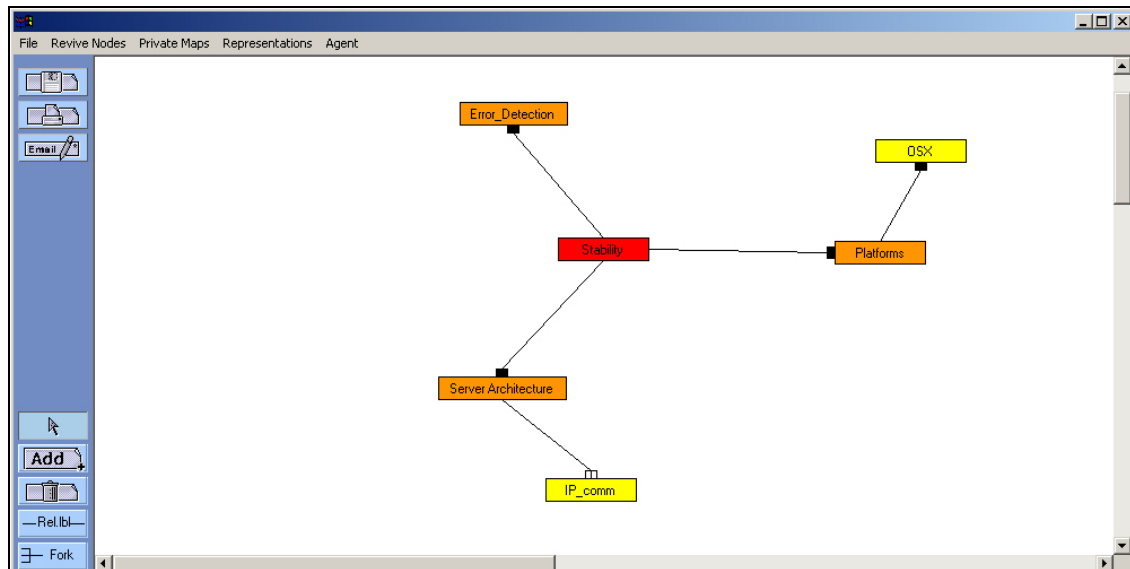 File Revive Nodes Private Maps Representations Agent
Error_Detection
OSX
Email
Stability
Platforms
Server Architecture
Add
IP_comm
Rel.lbl
Fork